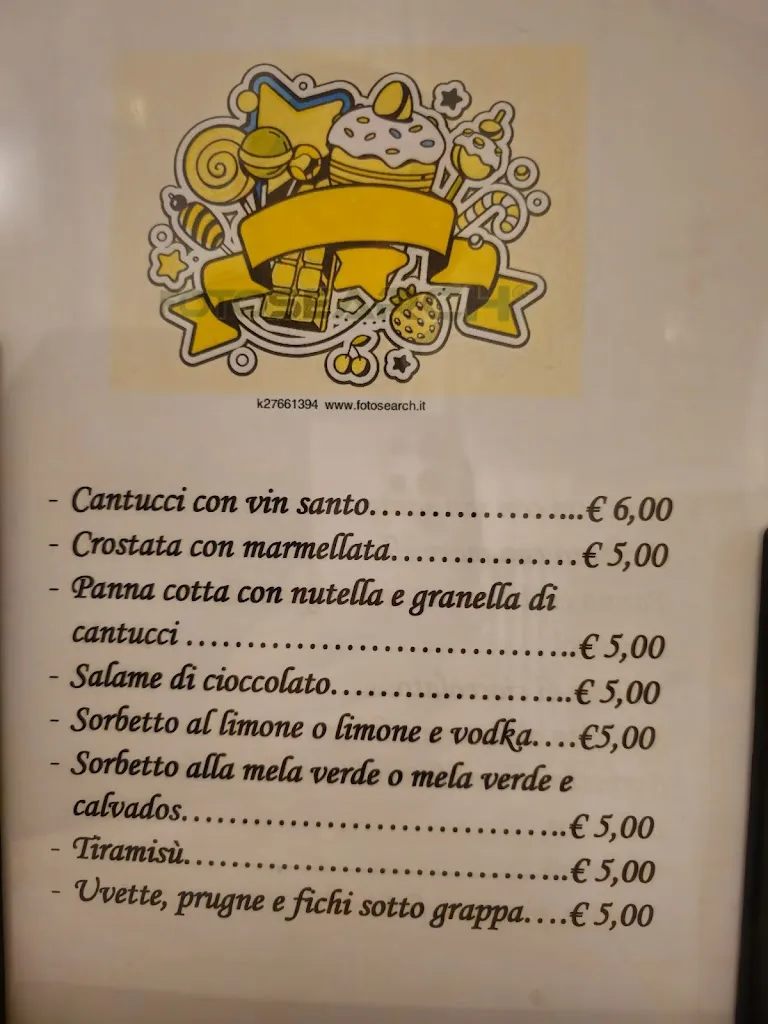 FOTOSEARCH
k27661394 www.fotosearch.it
- Cantucci con vin santo.....................€ 6,00
- Crostata con marmellata...............€ 5,00
- Panna cotta con nutella e granella di
cantucci ................................€ 5,00
- Salame di cioccolato....................€ 5,00
- Sorbetto al limone o limone e vodka....€5,00
- Sorbetto alla mela verde o mela verde e
calvados................................€ 5,00
- Tiramisù................................€ 5,00
- Uvette, prugne e fichi sotto grappa....€ 5,00